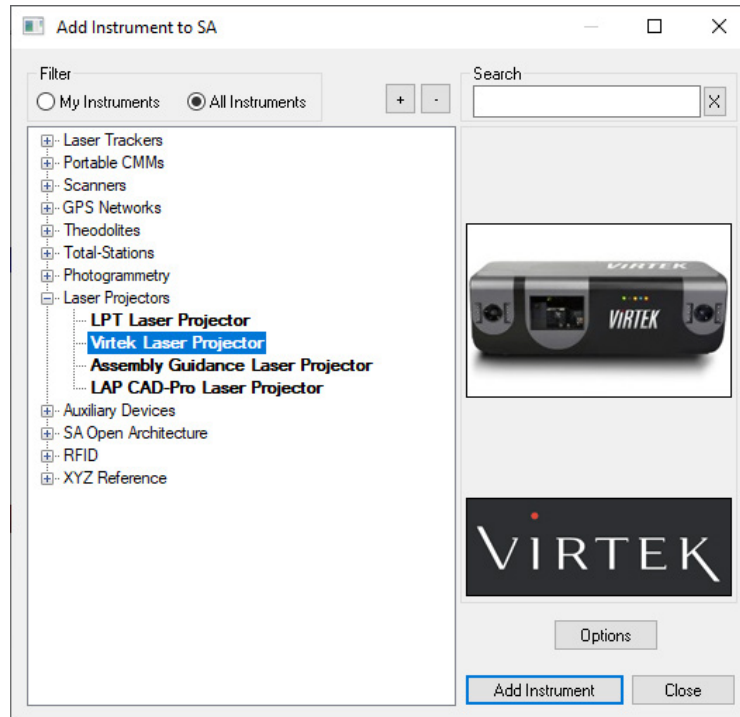 Add Instrument to SA
Filter
My Instruments
All Instruments
+
-
Search
X
Laser Trackers
Portable CMMs
Scanners
GPS Networks
Theodolites
Total-Stations
Photogrammetry
Laser Projectors
LPT Laser Projector
Virtek Laser Projector
Assembly Guidance Laser Projector
LAP CAD-Pro Laser Projector
Auxiliary Devices
SA Open Architecture
RFID
XYZ Reference
VIRTEK
VIRTEK
VIRTEK
Options
Add Instrument
Close